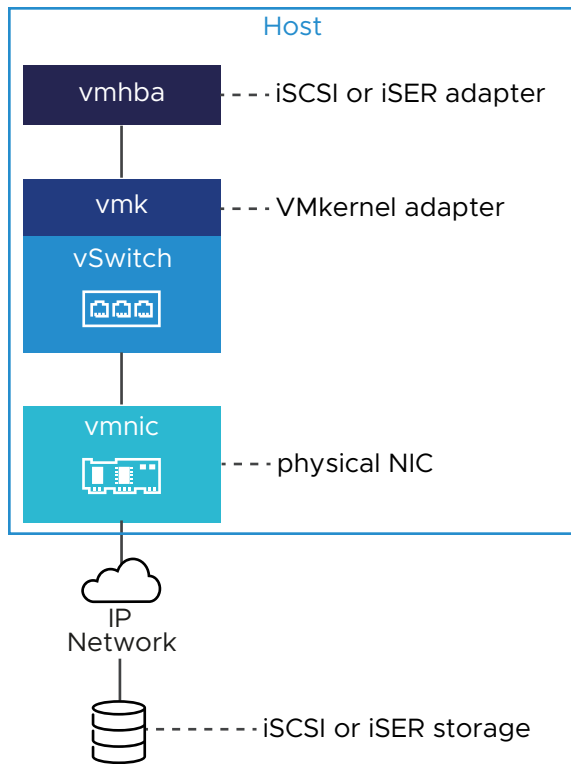 Host
vmhba
iSCSI or iSER adapter
vmk
VMkernel adapter
vSwitch
vmnic
physical NIC
IP
Network
iSCSI or iSER storage